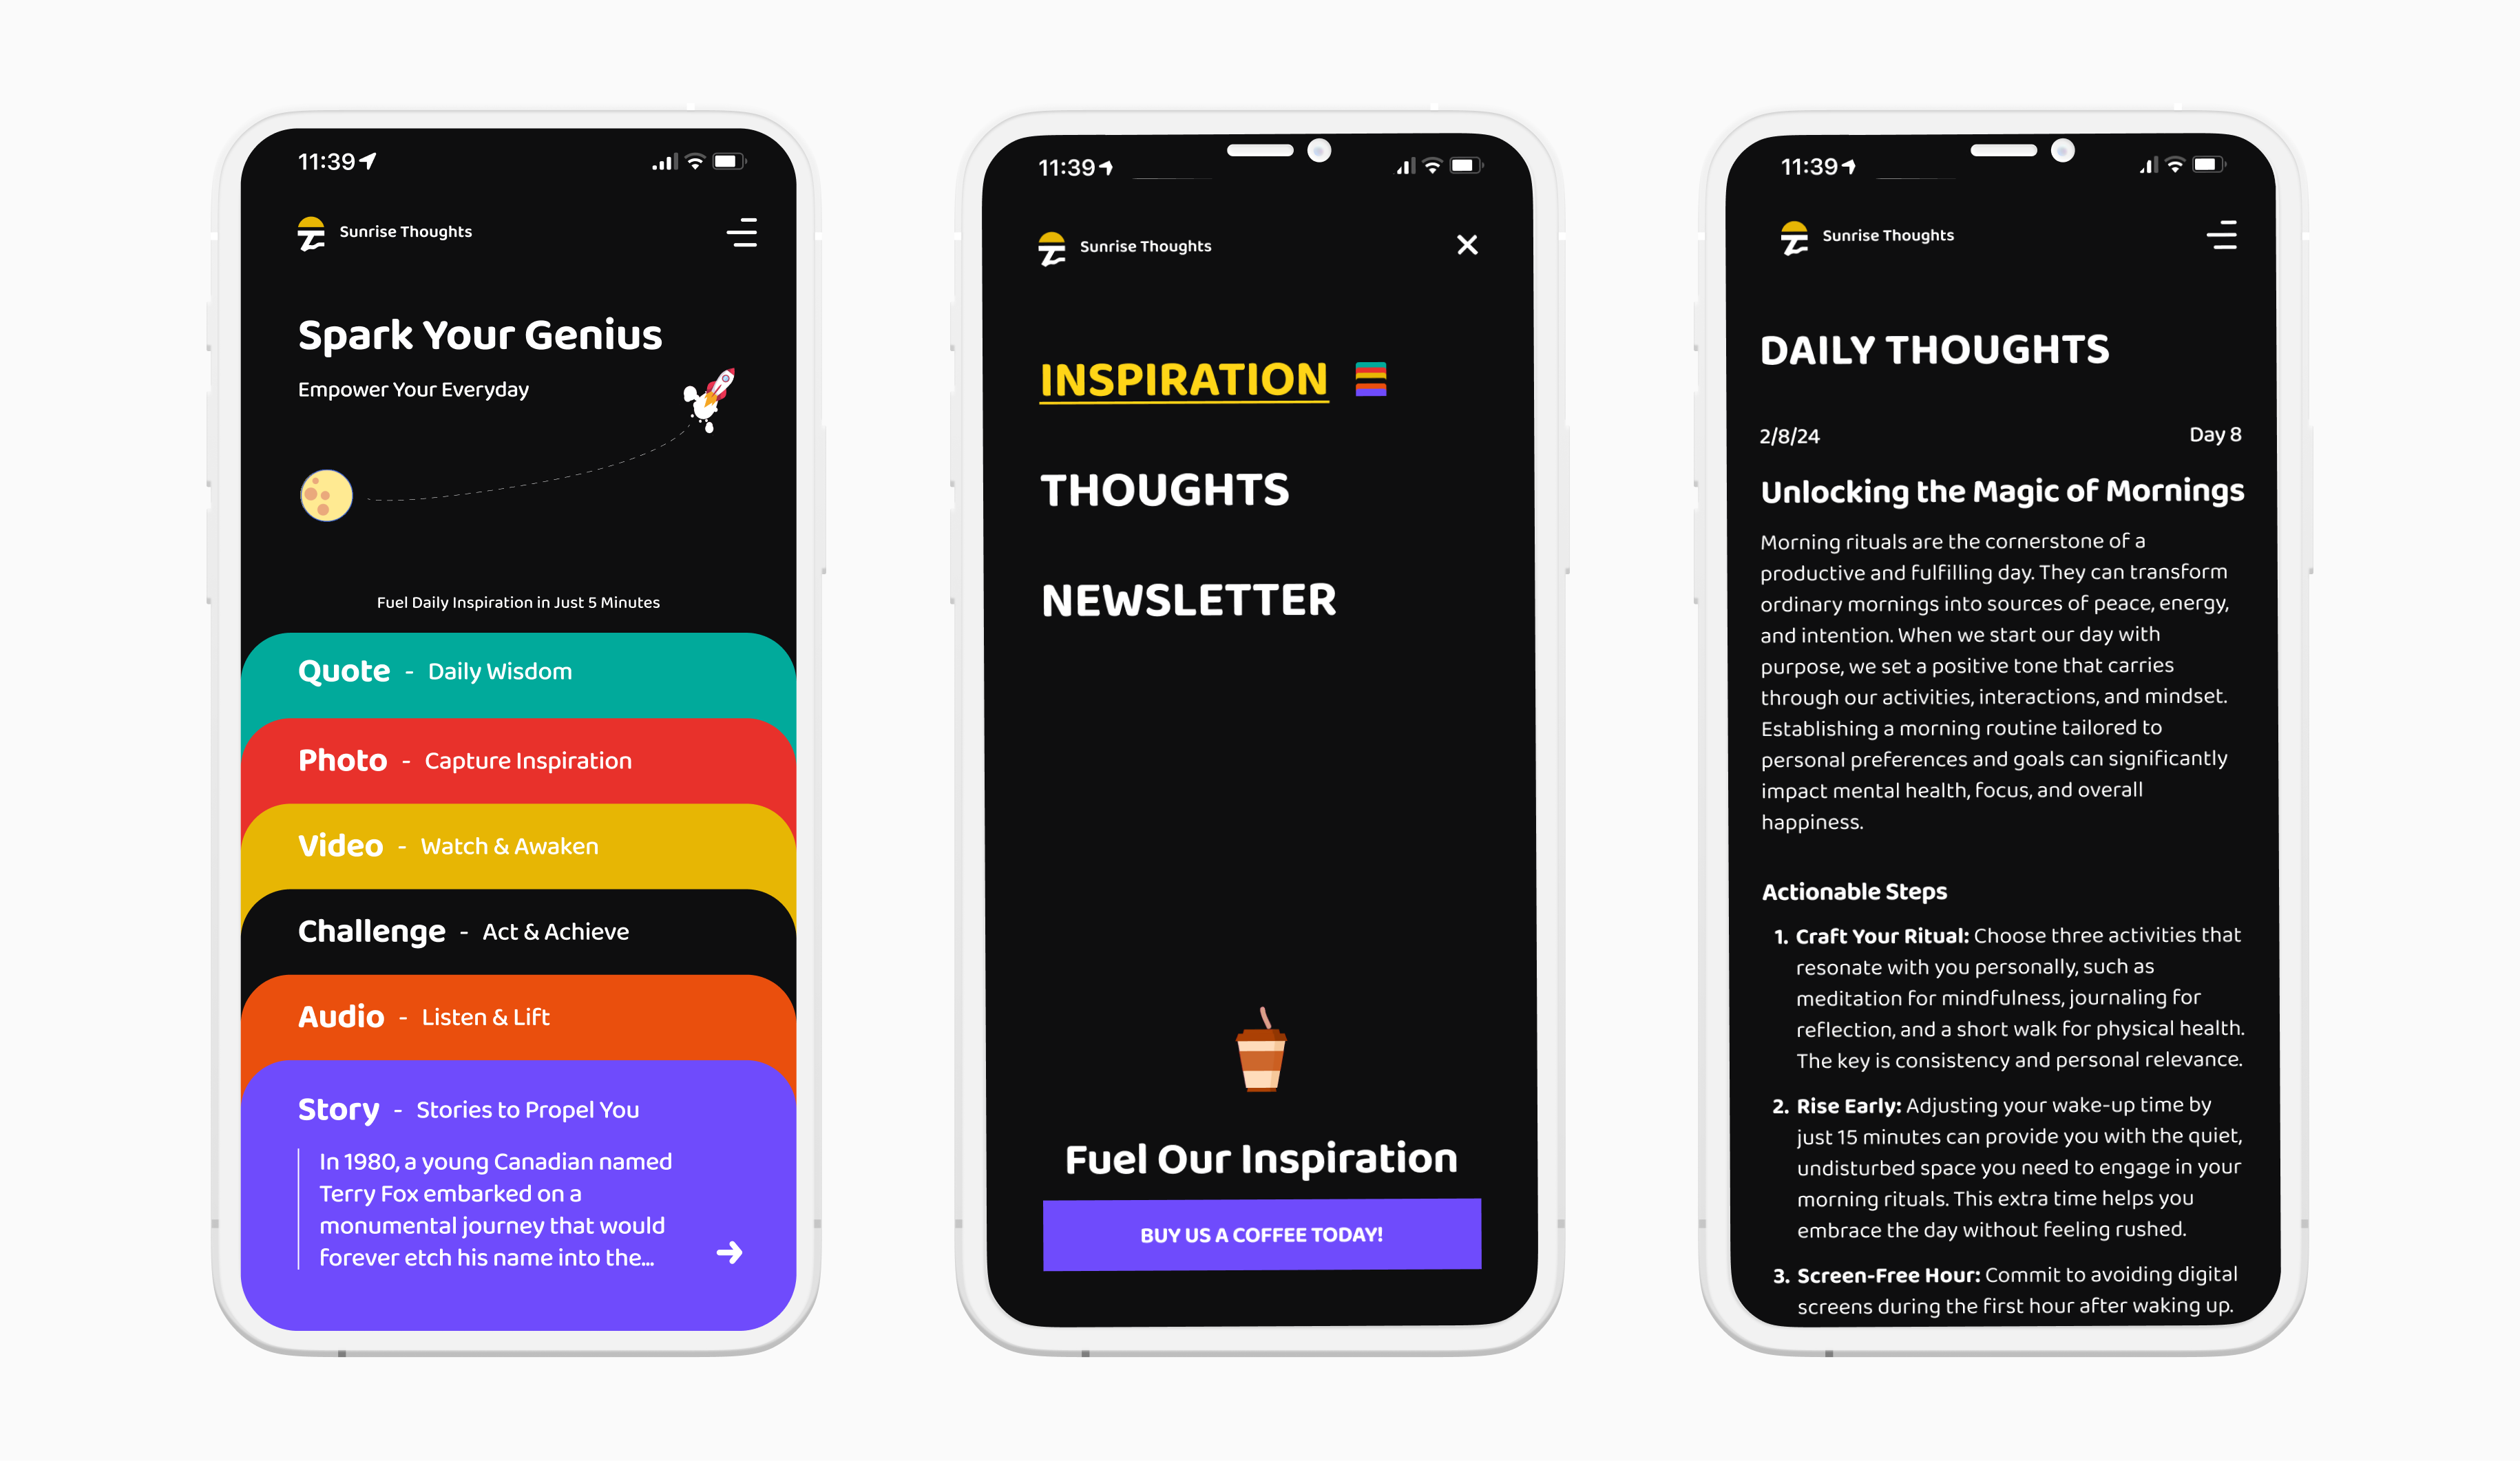 11:39
Sunrise Thoughts
Spark Your Genius
Empower Your Everyday
Fuel Daily Inspiration in Just 5 Minutes
Quote - Daily Wisdom
Photo - Capture Inspiration
Video - Watch & Awaken
Challenge - Act & Achieve
Audio - Listen & Lift
Story - Stories to Propel You
In 1980, a young Canadian named
Terry Fox embarked on a
monumental journey that would
forever etch his name into the...
11:39
Sunrise Thoughts
INSPIRATION
THOUGHTS
NEWSLETTER
Fuel Our Inspiration
BUY US A COFFEE TODAY!
11:39
Sunrise Thoughts
DAILY THOUGHTS
2/8/24 Day 8
Unlocking the Magic of Mornings
Morning rituals are the cornerstone of a
productive and fulfilling day. They can transform
ordinary mornings into sources of peace, energy,
and intention. When we start our day with
purpose, we set a positive tone that carries
through our activities, interactions, and mindset.
Establishing a morning routine tailored to
personal preferences and goals can significantly
impact mental health, focus, and overall
happiness.
Actionable Steps
1. Craft Your Ritual: Choose three activities that
resonate with you personally, such as
meditation for mindfulness, journaling for
reflection, and a short walk for physical health.
The key is consistency and personal relevance.
2. Rise Early: Adjusting your wake-up time by
just 15 minutes can provide you with the quiet,
undisturbed space you need to engage in your
morning rituals. This extra time helps you
embrace the day without feeling rushed.
3. Screen-Free Hour: Commit to avoiding digital
screens during the first hour after waking up.